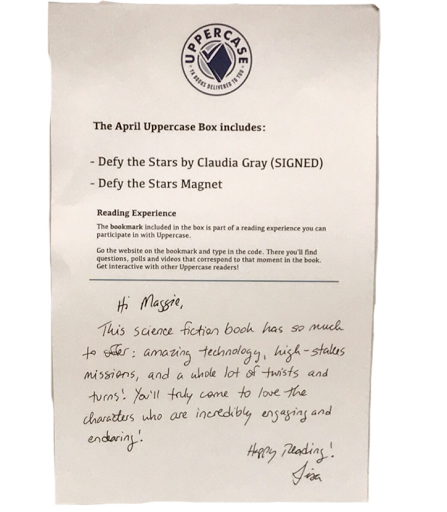 UPPERCASE
YA BOOKS DELIVERED TO YOU
The April Uppercase Box includes:
- Defy the Stars by Claudia Gray (SIGNED)
- Defy the Stars Magnet
Reading Experience
The bookmark included in the box is part of a reading experience you can
participate in with Uppercase.
Go the website on the bookmark and type in the code. There you'll find
questions, polls and videos that correspond to that moment in the book.
Get interactive with other Uppercase readers!
Hi Maggie,
This science fiction book has so much
to offer: amazing technology, high-stakes
missions, and a whole lot of twists and
turns! You'll truly come to love the
characters who are incredibly engaging and
endearing!
Happy Reading!
Lisa